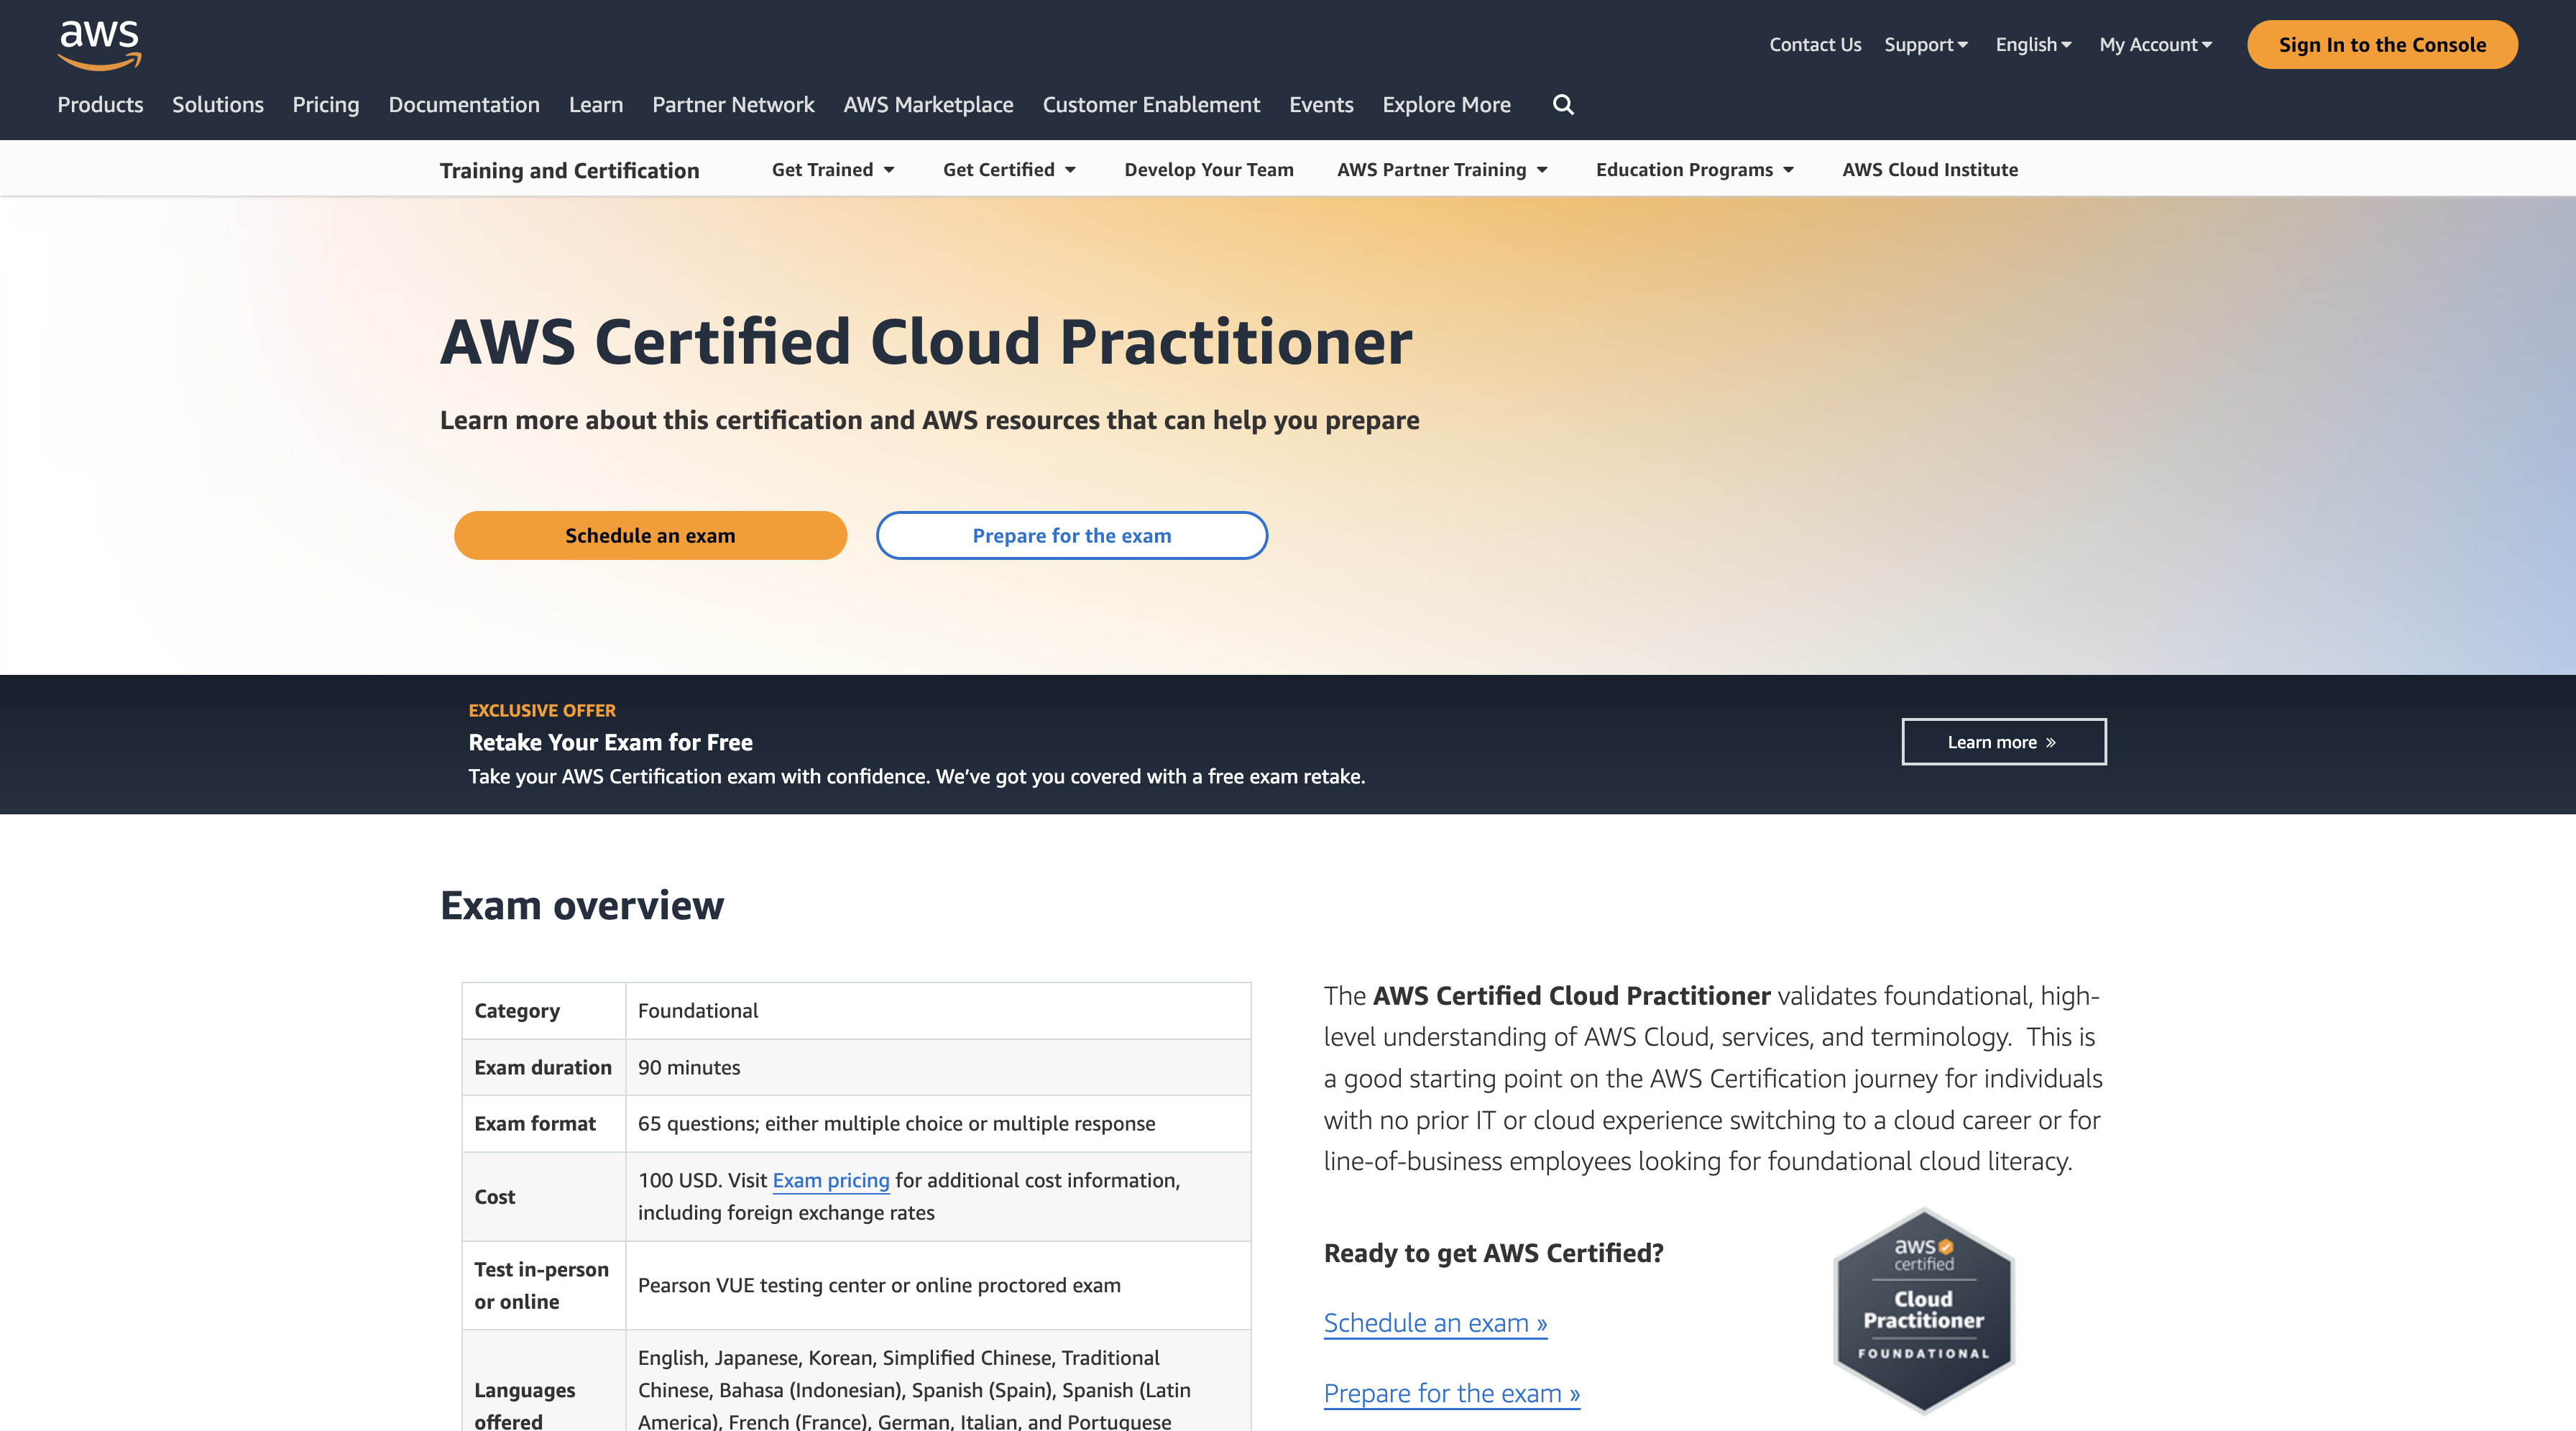 aws
Contact Us Support English My Account Sign In to the Console
Products Solutions Pricing Documentation Learn Partner Network AWS Marketplace Customer Enablement Events Explore More
Training and Certification Get Trained Get Certified Develop Your Team AWS Partner Training Education Programs AWS Cloud Institute
AWS Certified Cloud Practitioner
Learn more about this certification and AWS resources that can help you prepare
Schedule an exam Prepare for the exam
EXCLUSIVE OFFER
Retake Your Exam for Free
Take your AWS Certification exam with confidence. We’ve got you covered with a free exam retake.
Learn more »
Exam overview
Category Foundational
Exam duration 90 minutes
Exam format 65 questions; either multiple choice or multiple response
Cost 100 USD. Visit Exam pricing for additional cost information,
including foreign exchange rates
Test in-person
or online
Pearson VUE testing center or online proctored exam
Languages
offered
English, Japanese, Korean, Simplified Chinese, Traditional
Chinese, Bahasa (Indonesian), Spanish (Spain), Spanish (Latin
America), French (France), German, Italian, and Portuguese
The AWS Certified Cloud Practitioner validates foundational, high-
level understanding of AWS Cloud, services, and terminology. This is
a good starting point on the AWS Certification journey for individuals
with no prior IT or cloud experience switching to a cloud career or for
line-of-business employees looking for foundational cloud literacy.
Ready to get AWS Certified?
Schedule an exam »
Prepare for the exam »
aws
certified
Cloud
Practitioner
FOUNDATIONAL